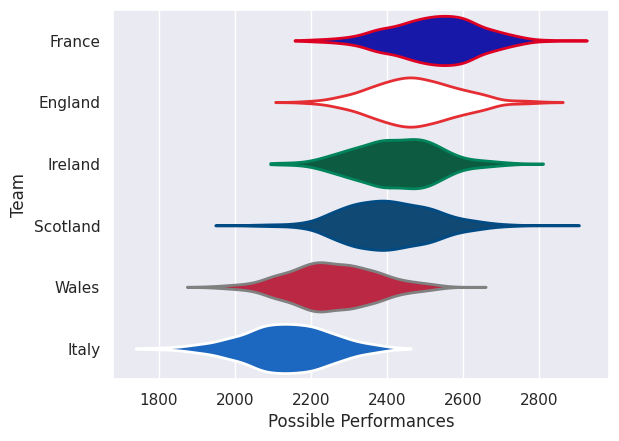 France
England
Ireland
Scotland
Wales
Italy
Team
1800 2000 2200 2400 2600 2800
Possible Performances